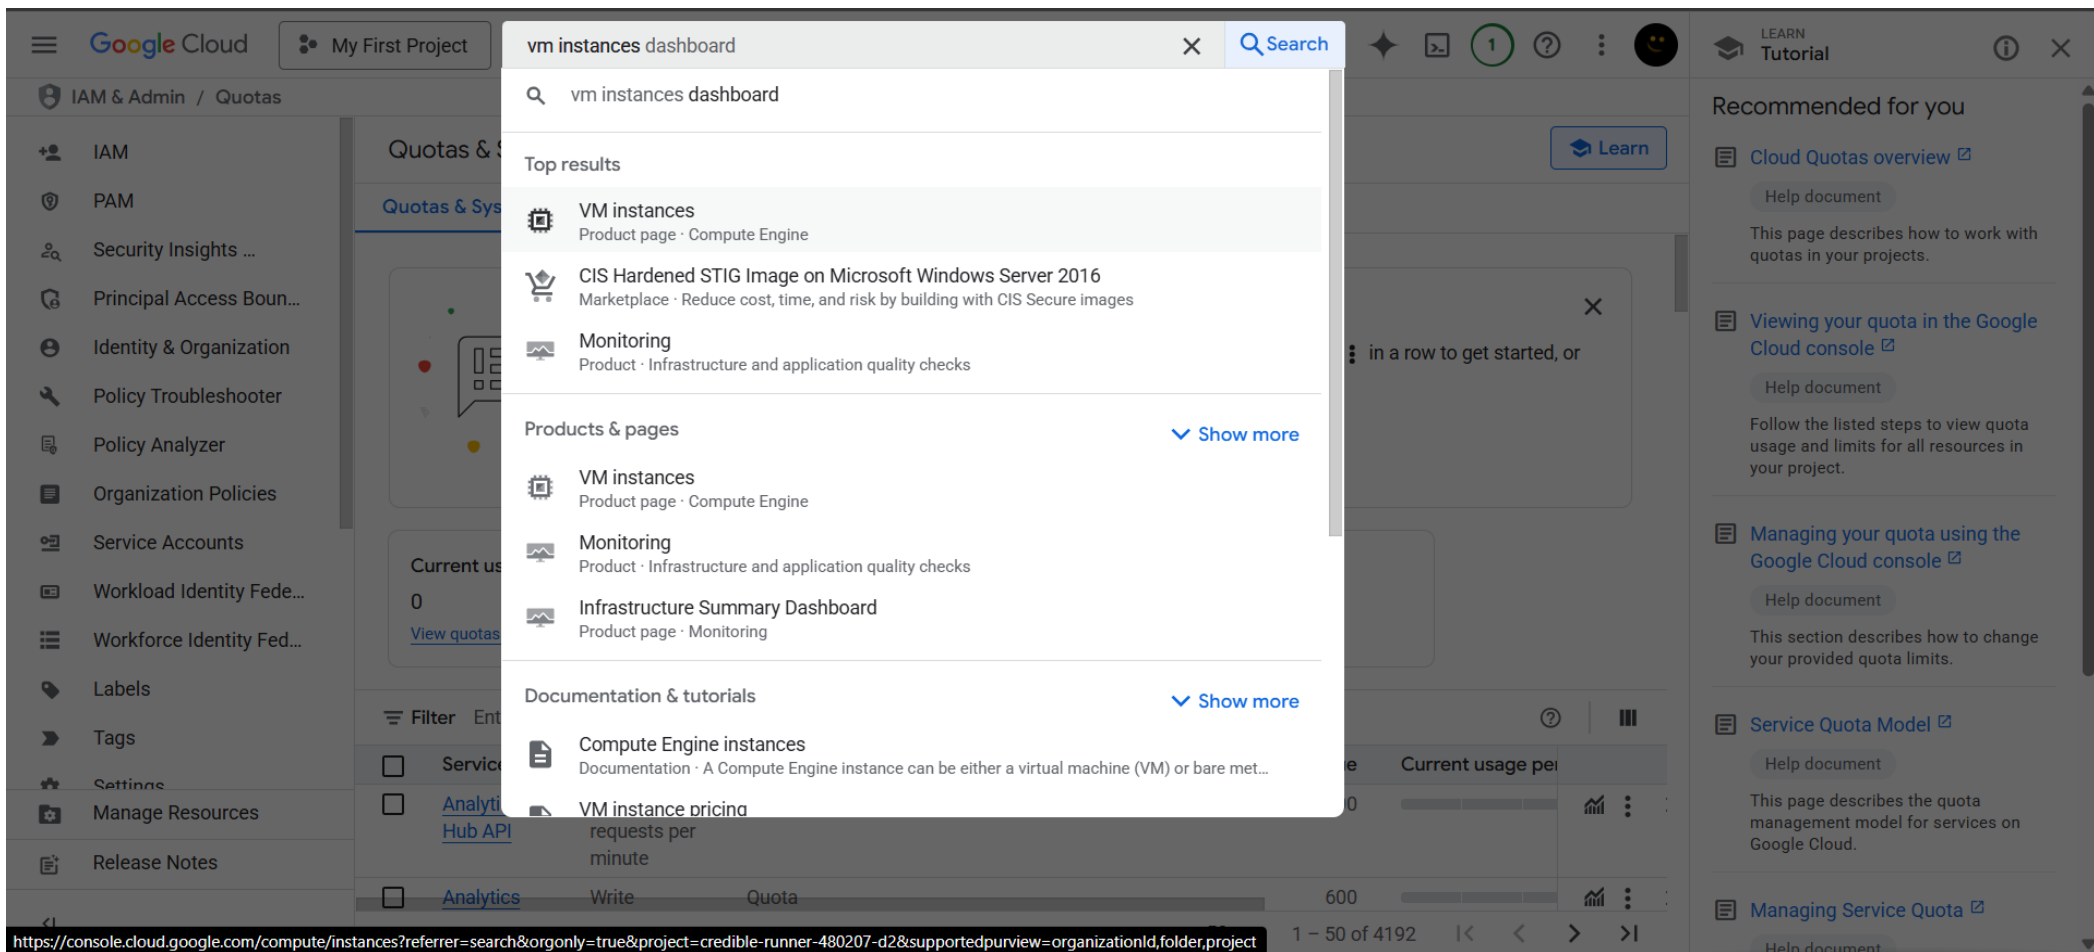 Google Cloud
My First Project
vm instances dashboard
Search
1
LEARN
Tutorial
IAM & Admin / Quotas
IAM
PAM
Security Insights ...
Principal Access Boun...
Identity & Organization
Policy Troubleshooter
Policy Analyzer
Organization Policies
Service Accounts
Workload Identity Fede...
Workforce Identity Fed...
Labels
Tags
Settings
Manage Resources
Release Notes
Quotas & S
Learn
Quotas & Sys
in a row to get started, or
Current us
0
View quotas
Filter Ent
Service
e
Current usage per
Analyti
Hub API
requests per
minute
0
Analytics
Write
Quota
600
1 – 50 of 4192
vm instances dashboard
Top results
VM instances
Product page · Compute Engine
CIS Hardened STIG Image on Microsoft Windows Server 2016
Marketplace · Reduce cost, time, and risk by building with CIS Secure images
Monitoring
Product · Infrastructure and application quality checks
Products & pages
Show more
VM instances
Product page · Compute Engine
Monitoring
Product · Infrastructure and application quality checks
Infrastructure Summary Dashboard
Product page · Monitoring
Documentation & tutorials
Show more
Compute Engine instances
Documentation · A Compute Engine instance can be either a virtual machine (VM) or bare met...
VM instance pricing
Recommended for you
Cloud Quotas overview
Help document
This page describes how to work with
quotas in your projects.
Viewing your quota in the Google
Cloud console
Help document
Follow the listed steps to view quota
usage and limits for all resources in
your project.
Managing your quota using the
Google Cloud console
Help document
This section describes how to change
your provided quota limits.
Service Quota Model
Help document
This page describes the quota
management model for services on
Google Cloud.
Managing Service Quota
Help document
https://console.cloud.google.com/compute/instances?referrer=search&orgonly=true&project=credible-runner-480207-d2&supportedpurview=organizationId,folder,project